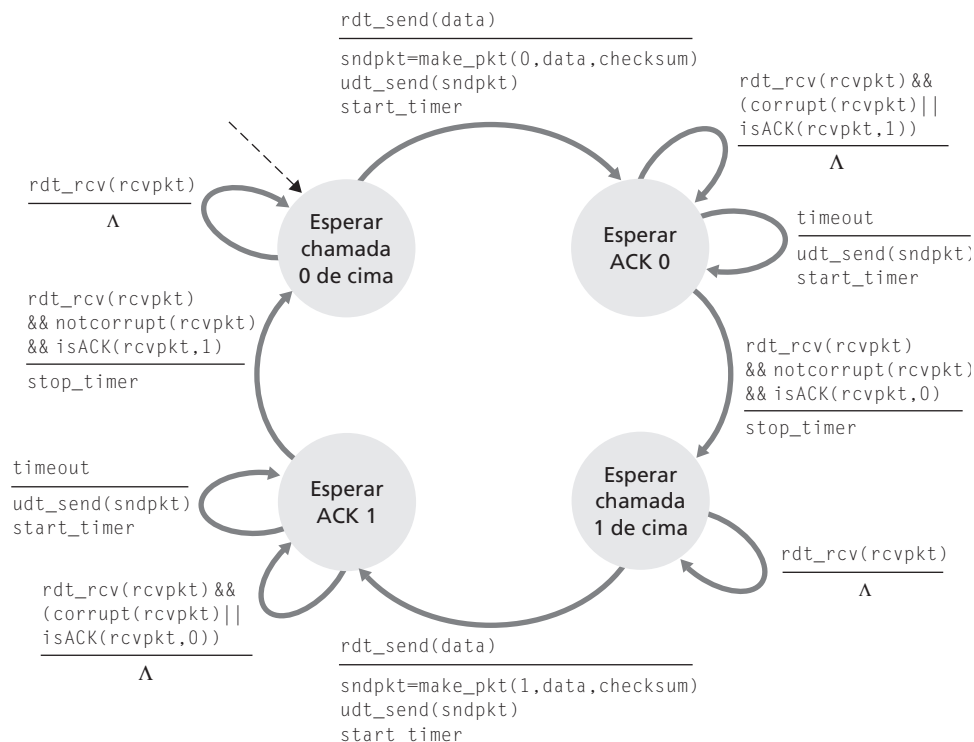 rdt_send(data)
sndpkt=make_pkt(0,data,checksum)
udt_send(sndpkt)
start_timer
rdt_rcv(rcvpkt)&&
(corrupt(rcvpkt)||
isACK(rcvpkt,1))
Λ
rdt_rcv(rcvpkt)
Λ
Esperar
chamada
0 de cima
Esperar
ACK 0
timeout
udt_send(sndpkt)
start_timer
rdt_rcv(rcvpkt)
&& notcorrupt(rcvpkt)
&& isACK(rcvpkt,1)
stop_timer
rdt_rcv(rcvpkt)
&& notcorrupt(rcvpkt)
&& isACK(rcvpkt,0)
stop_timer
timeout
udt_send(sndpkt)
start_timer
Esperar
ACK 1
Esperar
chamada
1 de cima
rdt_rcv(rcvpkt)
Λ
rdt_rcv(rcvpkt)&&
(corrupt(rcvpkt)||
isACK(rcvpkt,0))
Λ
rdt_send(data)
sndpkt=make_pkt(1,data,checksum)
udt_send(sndpkt)
start timer